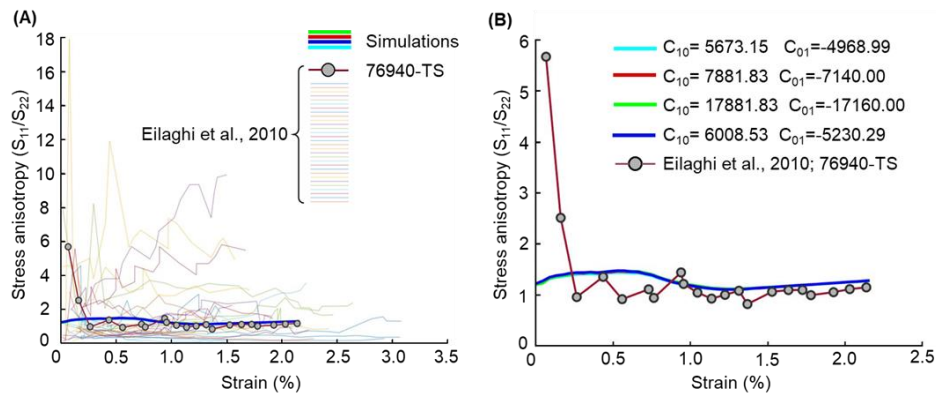 (A)
18
16
14
12
10
8
6
4
2
0
0
0.5
1.0
1.5
2.0
2.5
3.0
3.5
Stress anisotropy (S₁₁/S₂₂)
Strain (%)
Simulations
76940-TS
Eilaghi et al., 2010
(B)
6
5
4
3
2
1
0
0
0.5
1.0
1.5
2.0
2.5
Stress anisotropy (S₁₁/S₂₂)
Strain (%)
C₁₀= 5673.15 C₀₁=-4968.99
C₁₀= 7881.83 C₀₁=-7140.00
C₁₀= 17881.83 C₀₁=-17160.00
C₁₀= 6008.53 C₀₁=-5230.29
Eilaghi et al., 2010; 76940-TS